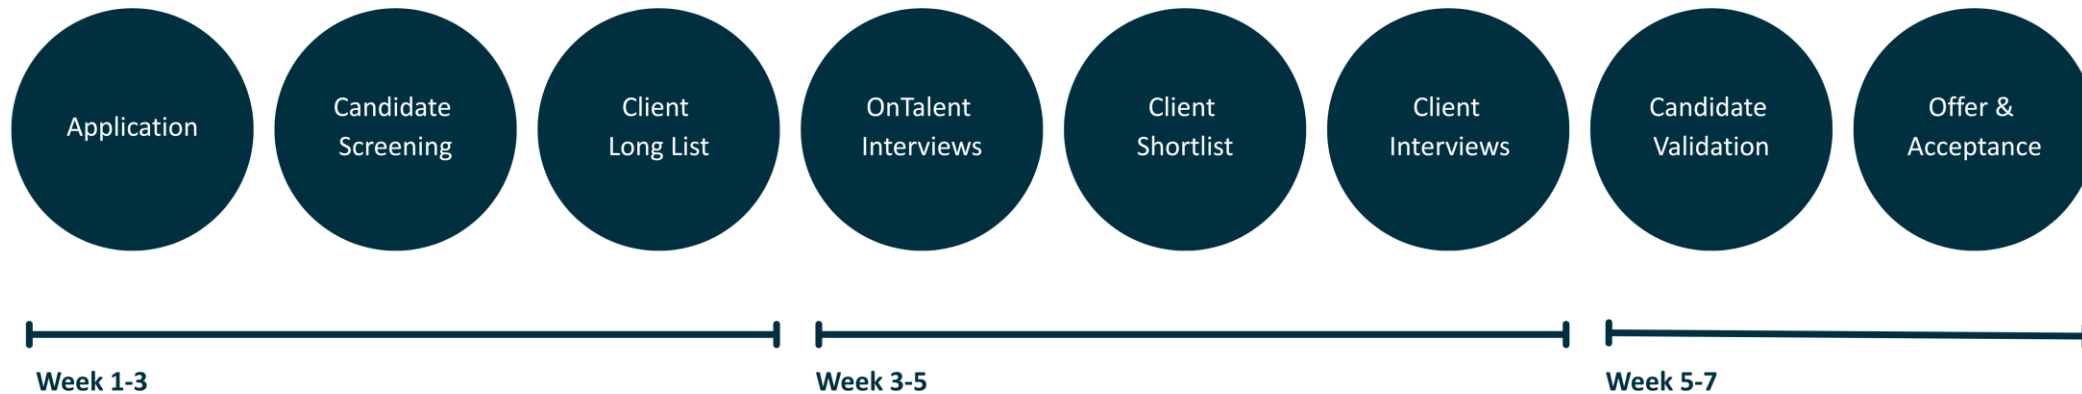 Application
Candidate
Screening
Client
Long List
OnTalent
Interviews
Client
Shortlist
Client
Interviews
Candidate
Validation
Offer &
Acceptance
Week 1-3
Week 3-5
Week 5-7